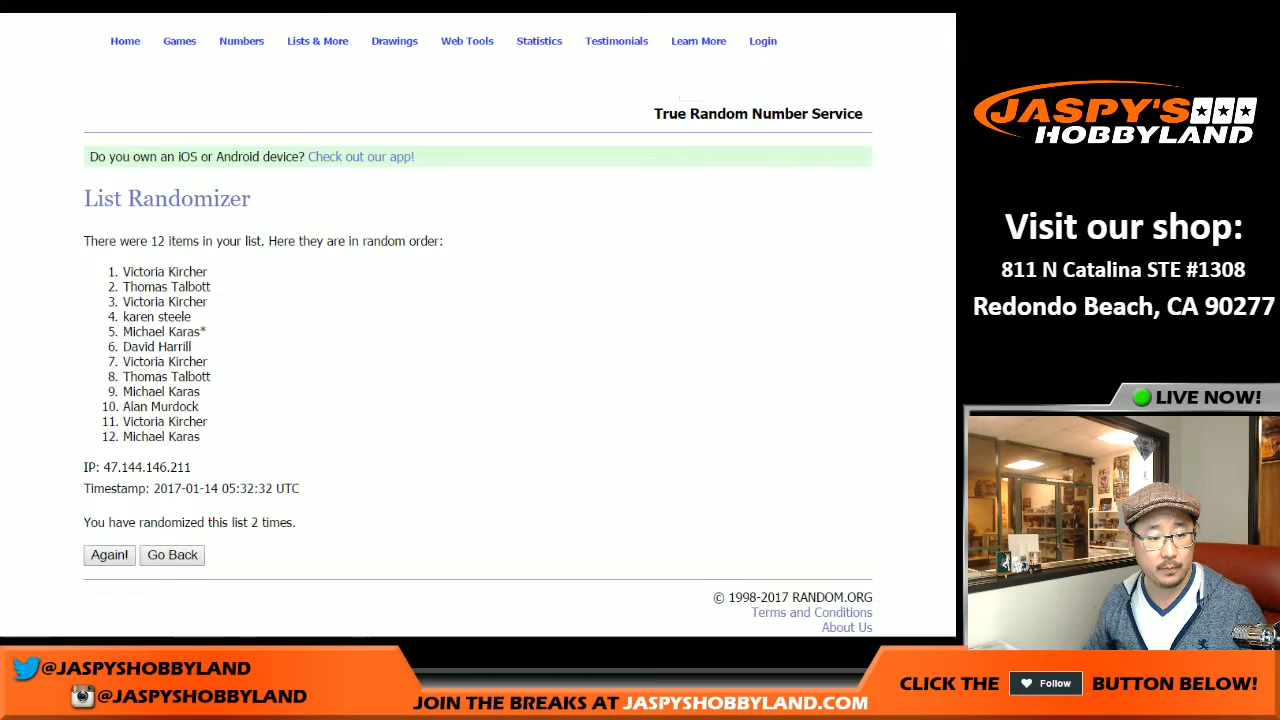 Home Games Numbers Lists & More Drawings Web Tools Statistics Testimonials Learn More Login
True Random Number Service
Do you own an iOS or Android device? Check out our app!
List Randomizer
There were 12 items in your list. Here they are in random order:
1. Victoria Kircher
2. Thomas Talbott
3. Victoria Kircher
4. karen steele
5. Michael Karas*
6. David Harrill
7. Victoria Kircher
8. Thomas Talbott
9. Michael Karas
10. Alan Murdock
11. Victoria Kircher
12. Michael Karas
IP: 47.144.146.211
Timestamp: 2017-01-14 05:32:32 UTC
You have randomized this list 2 times.
Again! Go Back
© 1998-2017 RANDOM.ORG
Terms and Conditions
About Us
JASPY'S
HOBBYLAND
Visit our shop:
811 N Catalina STE #1308
Redondo Beach, CA 90277
LIVE NOW!
@JASPYSHOBBYLAND
@JASPYSHOBBYLAND
JOIN THE BREAKS AT JASPYSHOBBYLAND.COM
CLICK THE Follow BUTTON BELOW!